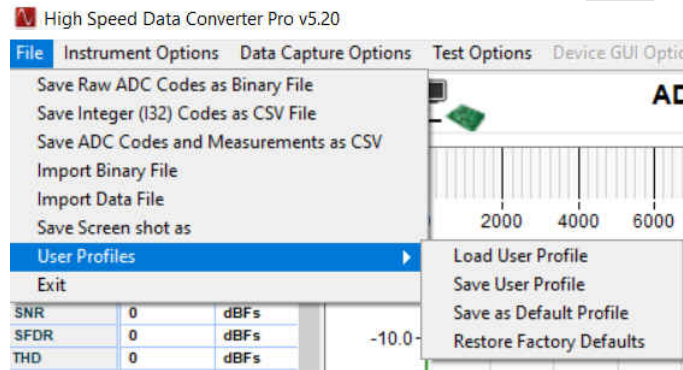 High Speed Data Converter Pro v5.20
File Instrument Options Data Capture Options Test Options Device GUI Optio
Save Raw ADC Codes as Binary File
Save Integer (I32) Codes as CSV File
Save ADC Codes and Measurements as CSV
Import Binary File
Import Data File
Save Screen shot as
User Profiles
Exit
AD
2000 4000 6000
Load User Profile
Save User Profile
Save as Default Profile
Restore Factory Defaults
SNR 0 dBFs
SFDR 0 dBFs
THD 0 dBFs
-10.0-